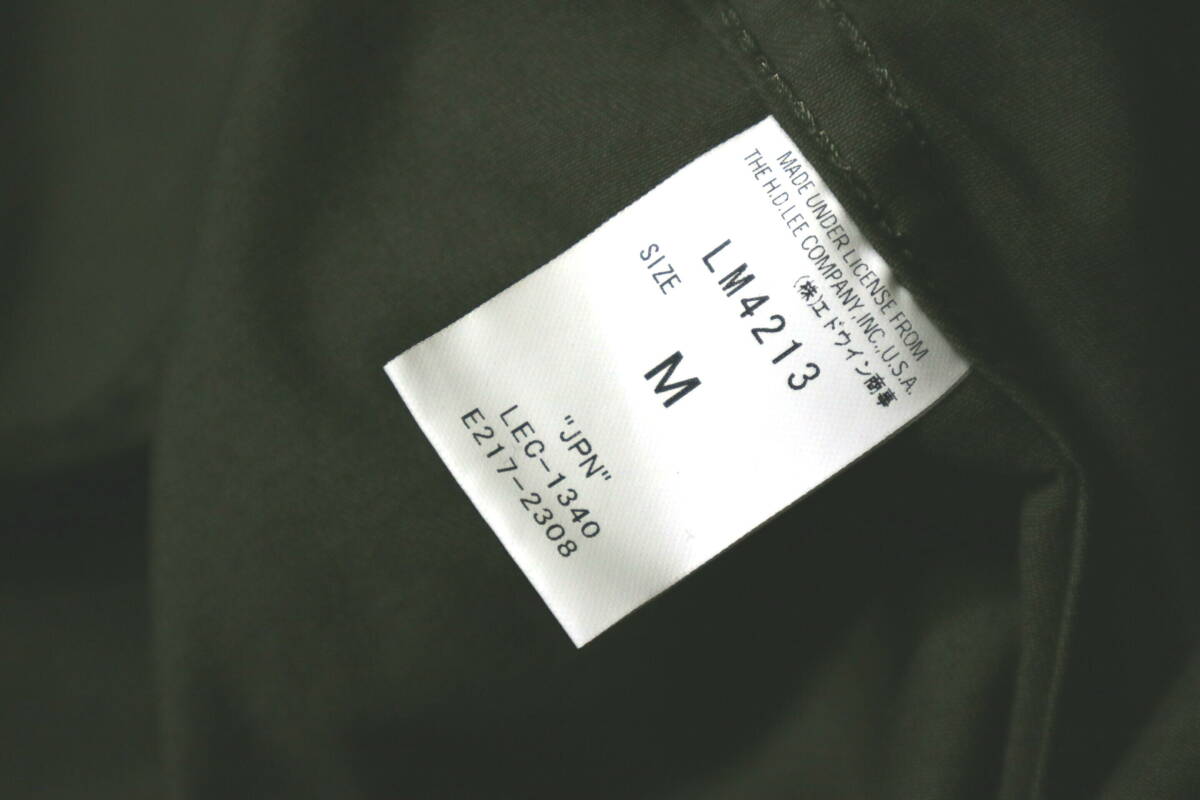 MADE UNDER LICENSE FROM
THE H.D.LEE COMPANY, INC., U.S.A.
(株)エドウイン商事
LM4213
SIZE M
"JPN"
LEC-1340
E217-2308